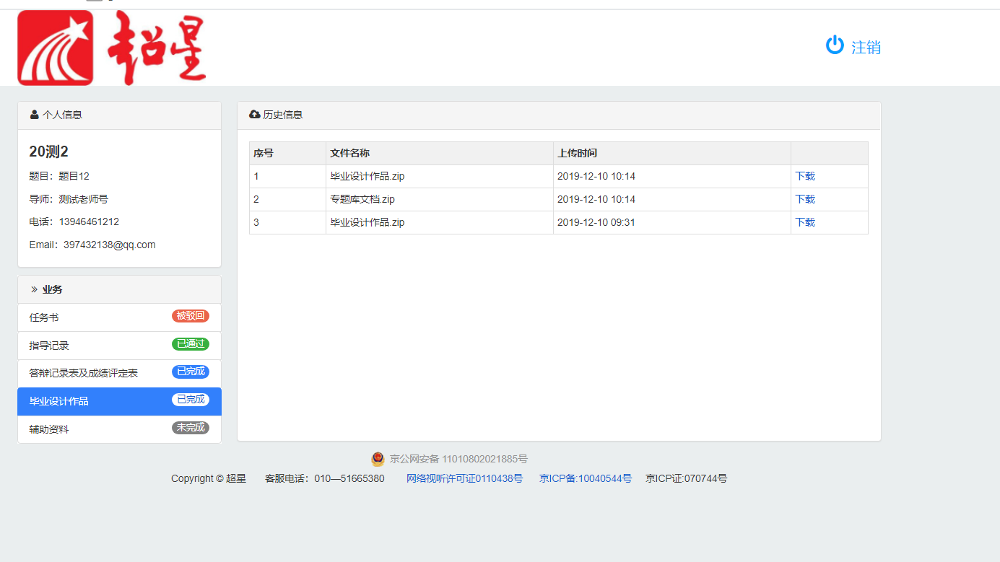 超星
注销
个人信息
20测2
题目：题目12
导师：测试老师号
电话：13946461212
Email：397432138@qq.com
业务
任务书 被驳回
指导记录 已通过
答辩记录表及成绩评定表 已完成
毕业设计作品 已完成
辅助资料 未完成
历史信息
序号 文件名称 上传时间
1 毕业设计作品.zip 2019-12-10 10:14 下载
2 专题库文档.zip 2019-12-10 10:14 下载
3 毕业设计作品.zip 2019-12-10 09:31 下载
京公网安备 11010802021885号
Copyright © 超星 客服电话：010—51665380 网络视听许可证0110438号 京ICP备:10040544号 京ICP证:070744号